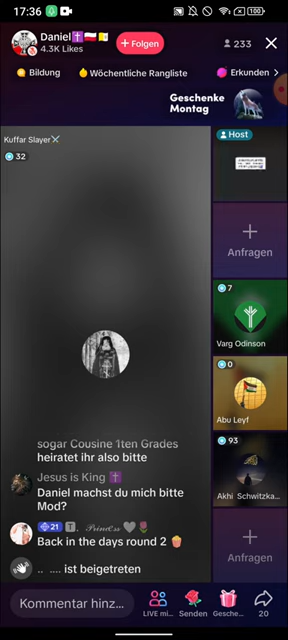 17:36
100
Daniel✝️🇵🇱🇻🇦
4.3K Likes
+ Folgen
233
Bildung
Wöchentliche Rangliste
Erkunden >
Geschenke
Montag
Kuffar Slayer⚔️
32
Host
+
Anfragen
7
Varg Odinson
0
Abu Leyf
93
Akhi Schwitzka...
+
Anfragen
sogar Cousine 1ten Grades
heiratet ihr also bitte
Jesus is King ✝️
Daniel machst du mich bitte
Mod?
21 T. 𝒫𝓇𝒾𝓃𝒸ℯ𝓈𝓈 🩶🌷
Back in the days round 2 🍿
.. .... ist beigetreten
Kommentar hinz...
LIVE mi...
Senden
Gesche...
20